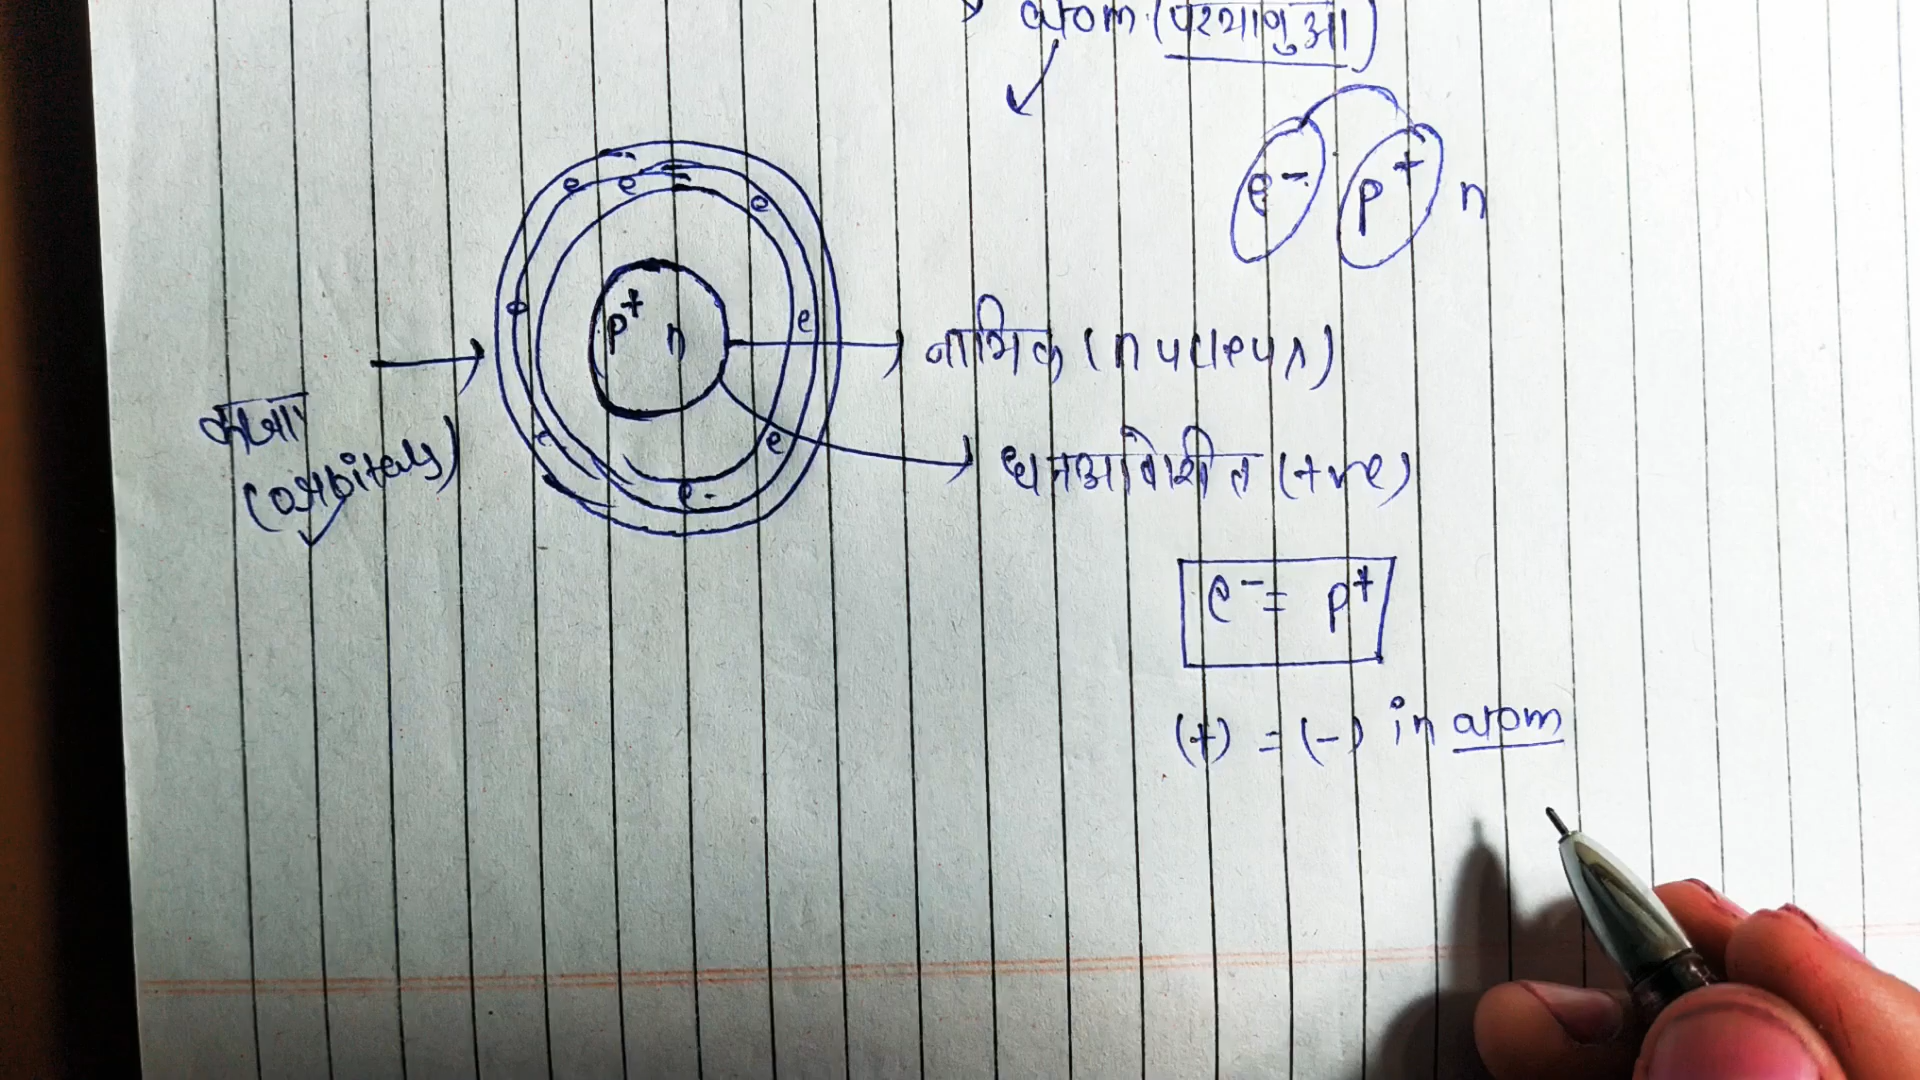 atom (परमाणुओ)
e⁻ p⁺ n
e e e
p⁺ n
e
नाभिक (nucleus)
कक्षा
(orbitals)
e
धनआवेशीत (+ve)
e-
e⁻ = p⁺
(+) = (-) in atom